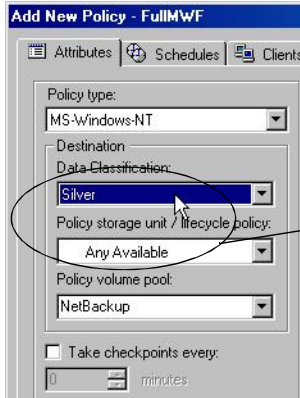 Add New Policy - FullMWF
Attributes Schedules Clients
Policy type:
MS-Windows-NT
Destination
Data Classification:
Silver
Policy storage unit / lifecycle policy:
Any Available
Policy volume pool:
NetBackup
Take checkpoints every:
0 minutes